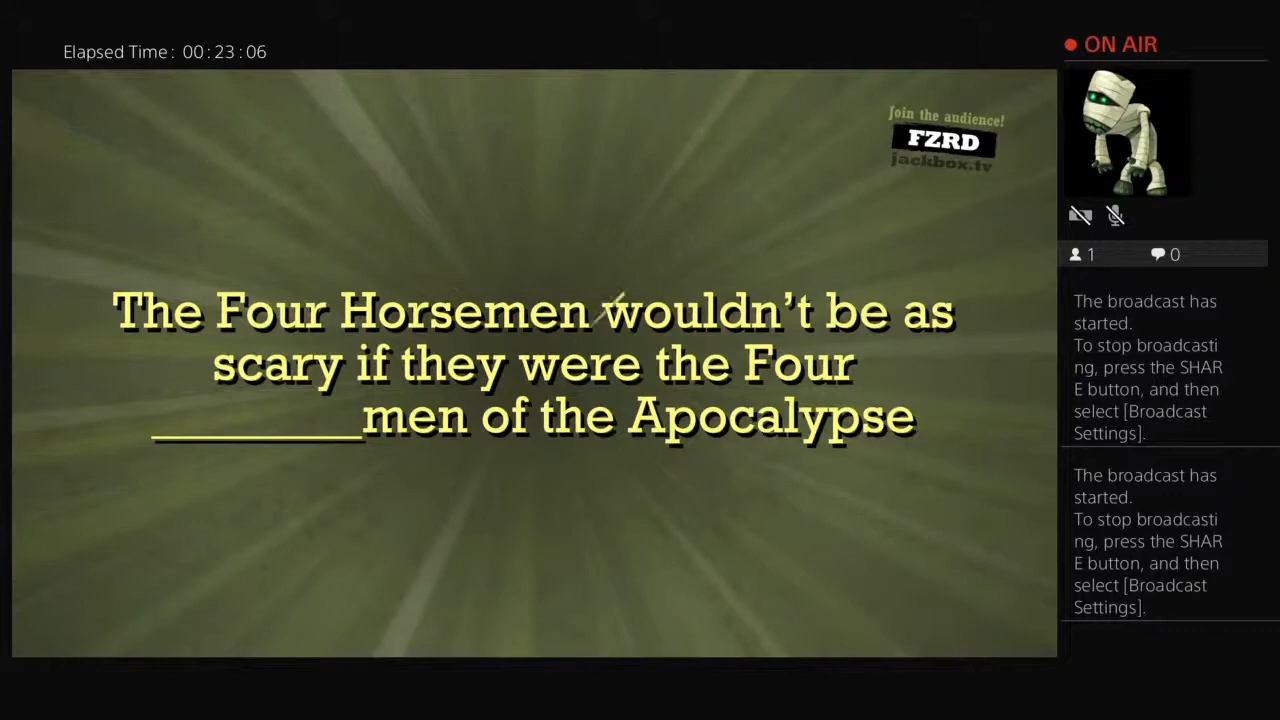 Elapsed Time: 00:23:06
ON AIR
Join the audience!
FZRD
jackbox.tv
The Four Horsemen wouldn't be as
scary if they were the Four
________men of the Apocalypse
1
0
The broadcast has
started.
To stop broadcasti
ng, press the SHAR
E button, and then
select [Broadcast
Settings].
The broadcast has
started.
To stop broadcasti
ng, press the SHAR
E button, and then
select [Broadcast
Settings].